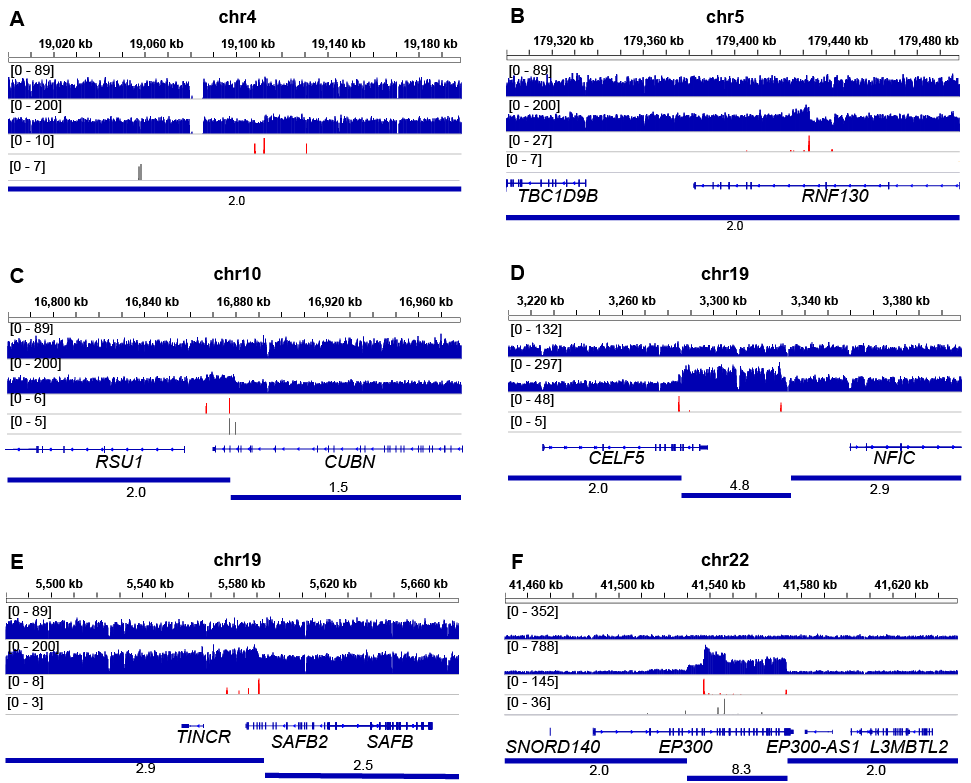 A chr4
19,020 kb 19,060 kb 19,100 kb 19,140 kb 19,180 kb
[0 - 89]
[0 - 200]
[0 - 10]
[0 - 7]
2.0
B chr5
179,320 kb 179,360 kb 179,400 kb 179,440 kb 179,480 kb
[0 - 89]
[0 - 200]
[0 - 27]
[0 - 7]
TBC1D9B RNF130
2.0
C chr10
16,800 kb 16,840 kb 16,880 kb 16,920 kb 16,960 kb
[0 - 89]
[0 - 200]
[0 - 6]
[0 - 5]
RSU1 CUBN
2.0 1.5
D chr19
3,220 kb 3,260 kb 3,300 kb 3,340 kb 3,380 kb
[0 - 132]
[0 - 297]
[0 - 48]
[0 - 5]
CELF5 NFIC
2.0 4.8 2.9
E chr19
5,500 kb 5,540 kb 5,580 kb 5,620 kb 5,660 kb
[0 - 89]
[0 - 200]
[0 - 8]
[0 - 3]
TINCR SAFB2 SAFB
2.9 2.5
F chr22
41,460 kb 41,500 kb 41,540 kb 41,580 kb 41,620 kb
[0 - 352]
[0 - 788]
[0 - 145]
[0 - 36]
SNORD140 EP300 EP300-AS1 L3MBTL2
2.0 8.3 2.0